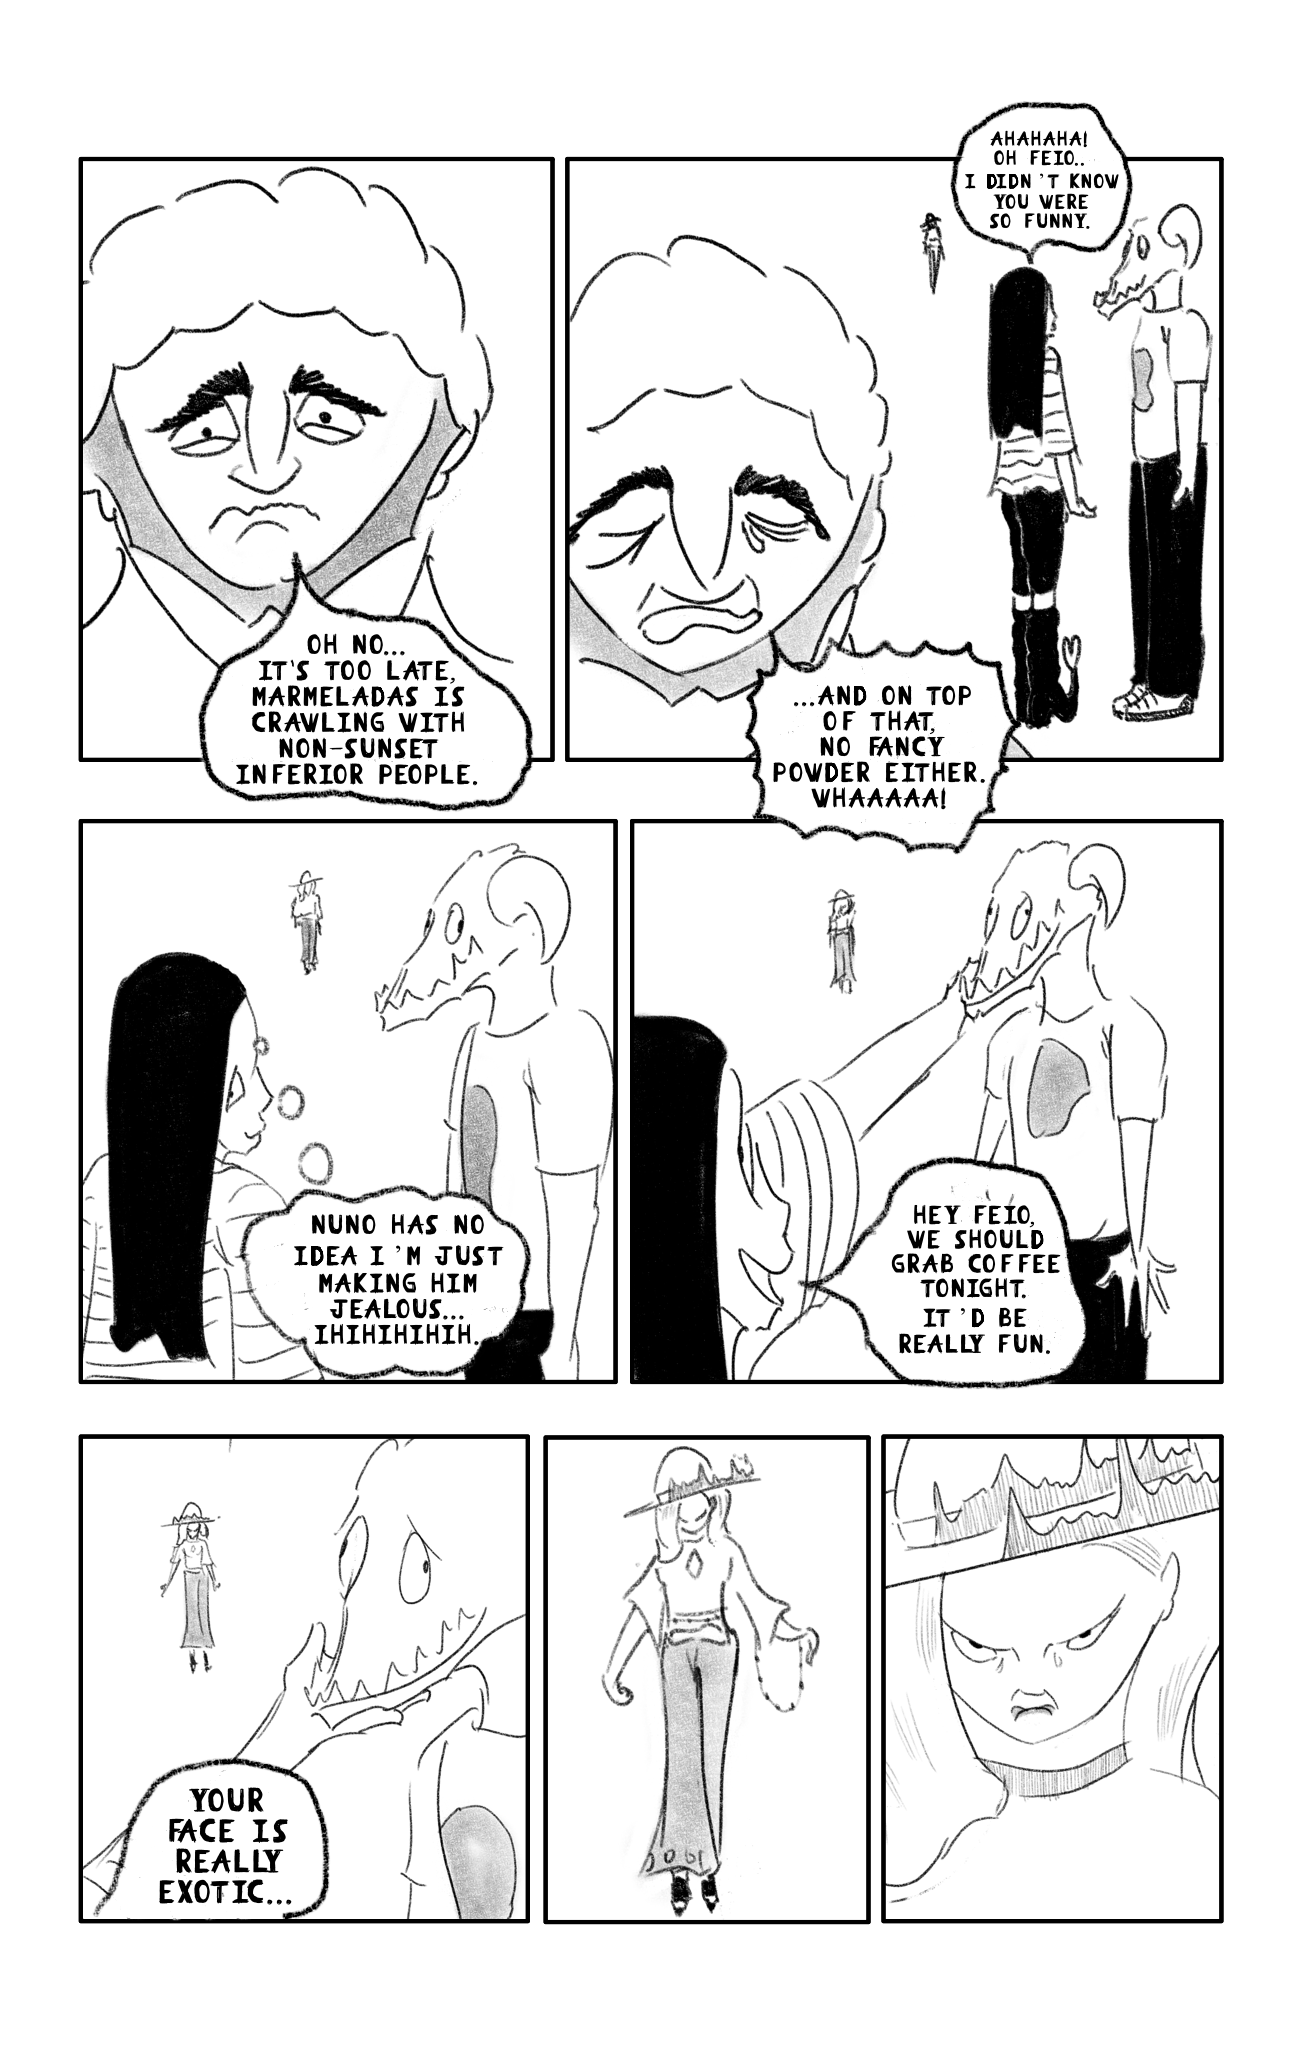 OH NO...
IT'S TOO LATE,
MARMELADAS IS
CRAWLING WITH
NON-SUNSET
INFERIOR PEOPLE.
AHAHAHA!
OH FEIO..
I DIDN'T KNOW
YOU WERE
SO FUNNY.
...AND ON TOP
OF THAT,
NO FANCY
POWDER EITHER.
WHAAAAA!
NUNO HAS NO
IDEA I'M JUST
MAKING HIM
JEALOUS...
IHIHIHIHIH.
HEY FEIO,
WE SHOULD
GRAB COFFEE
TONIGHT.
IT'D BE
REALLY FUN.
YOUR
FACE IS
REALLY
EXOTIC...